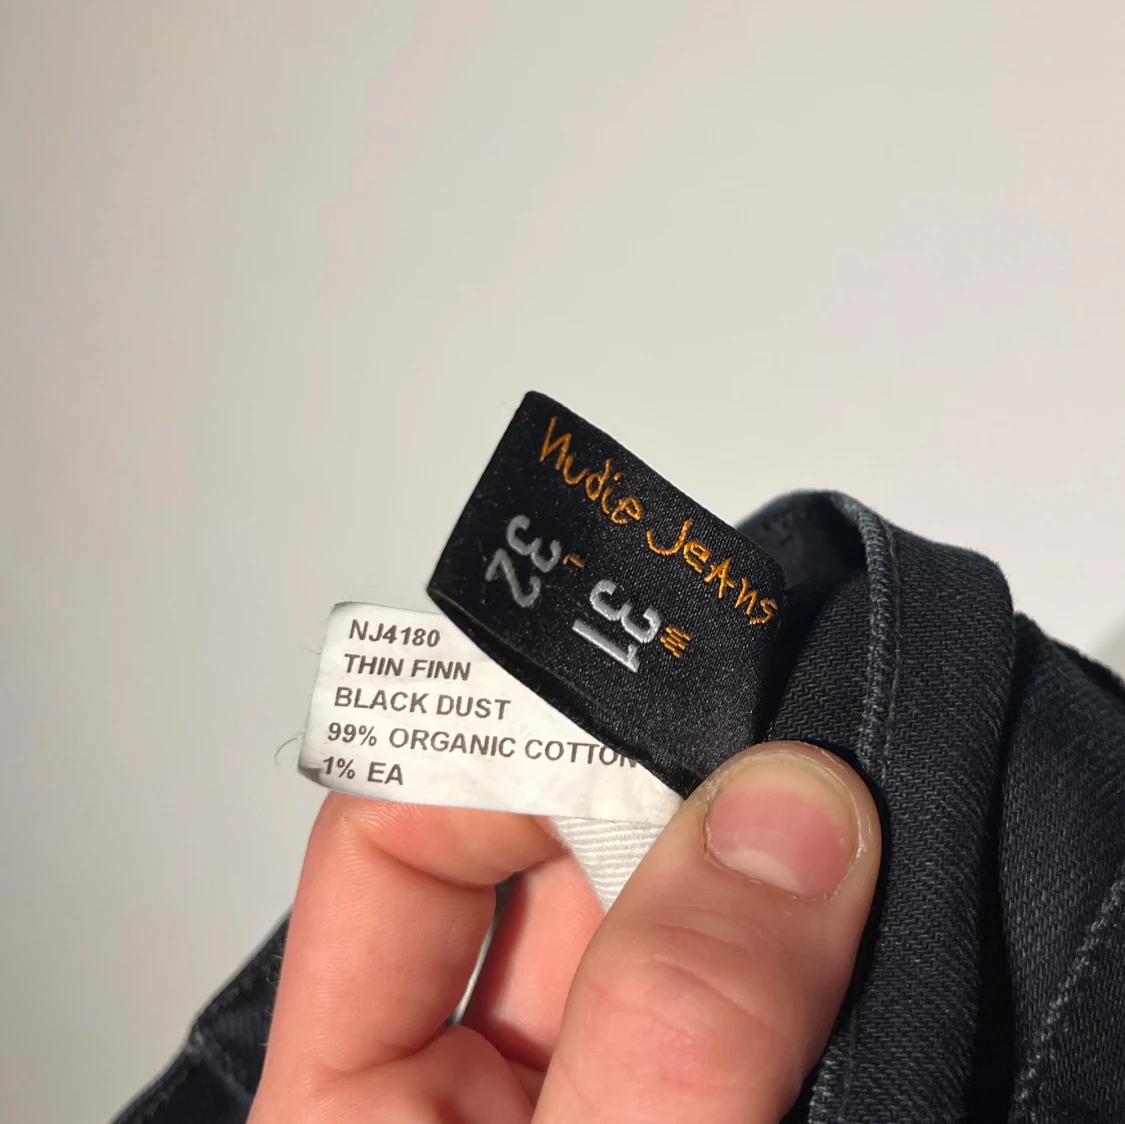 Nudie Jeans
W 31
L 32
NJ4180
THIN FINN
BLACK DUST
99% ORGANIC COTTON
1% EA